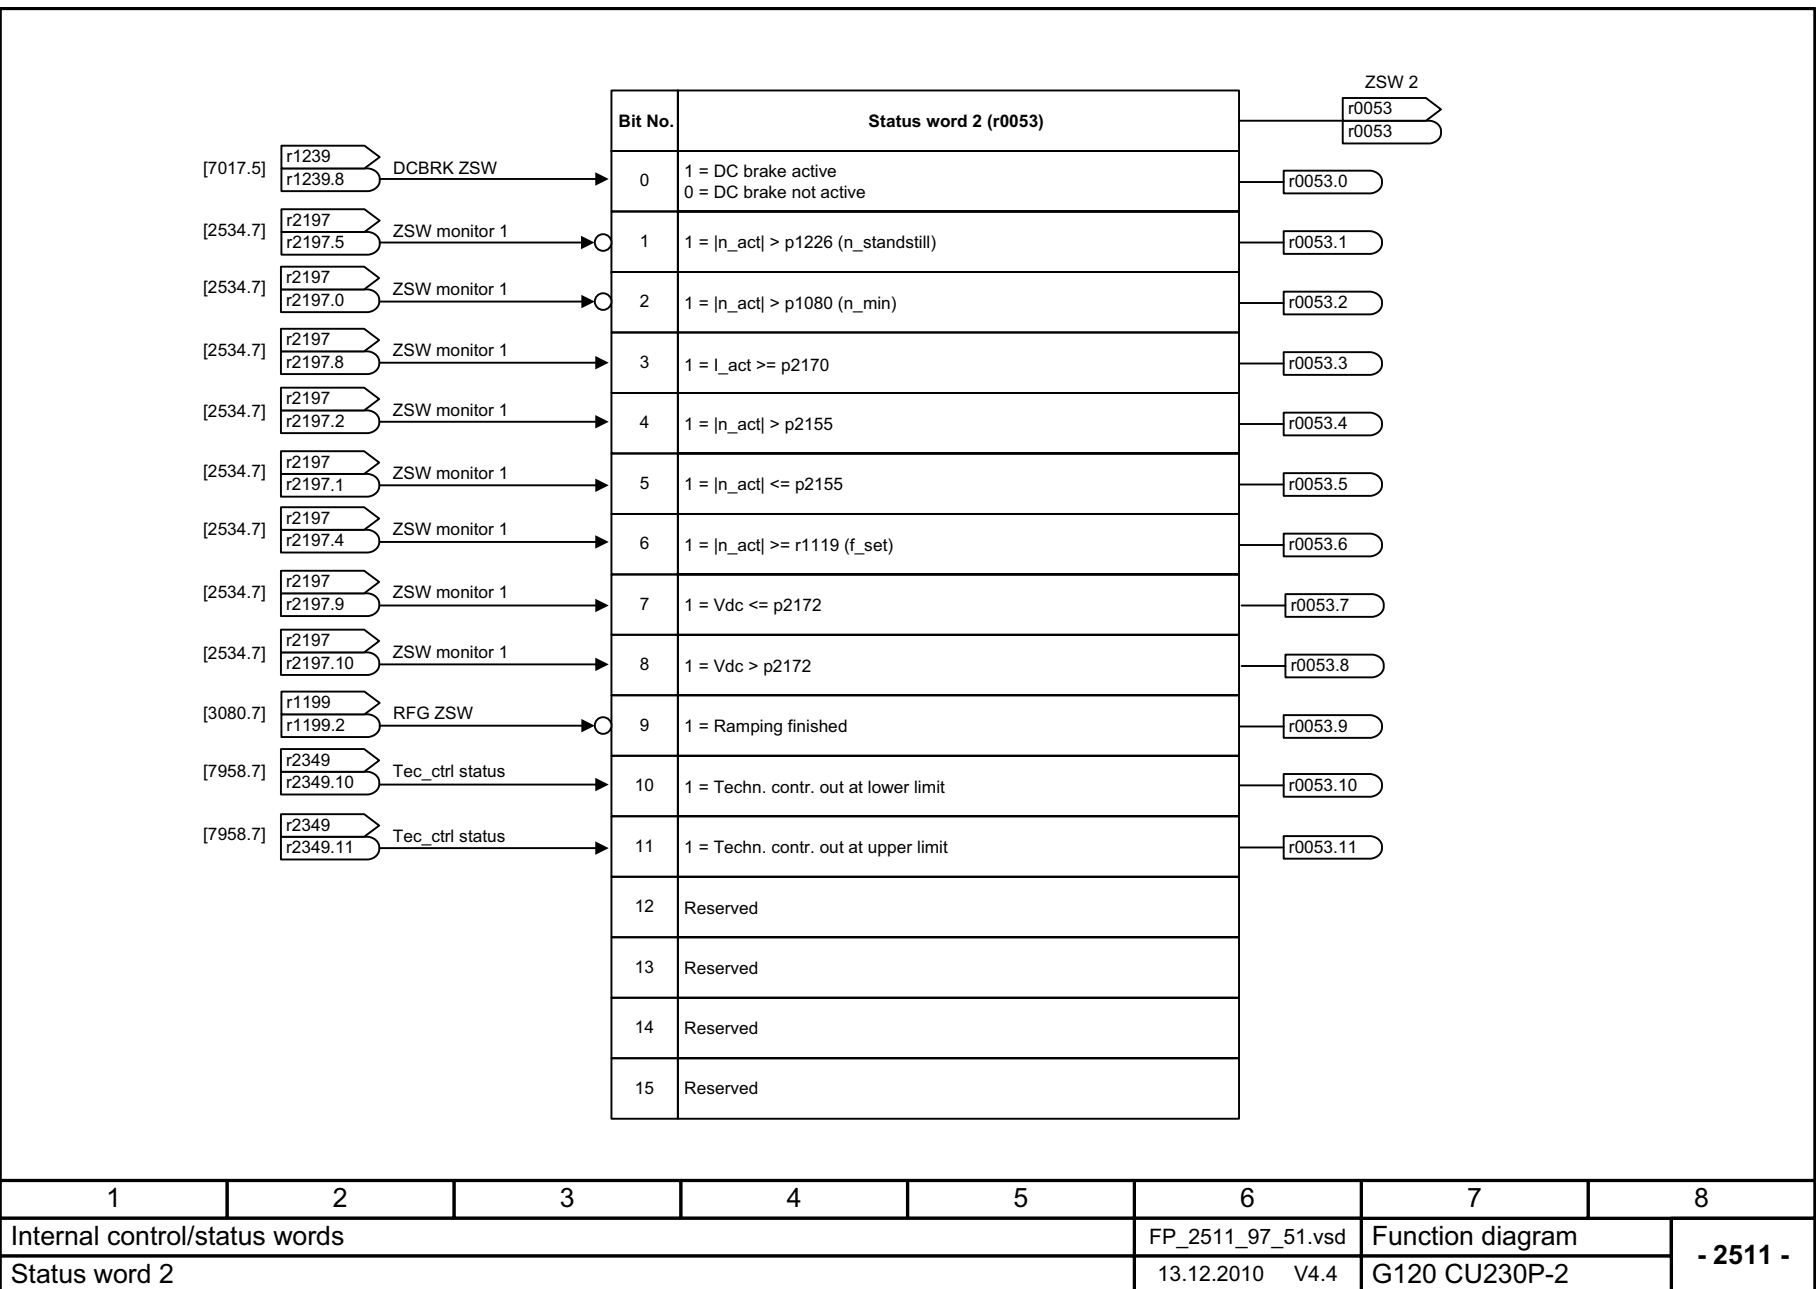 ZSW 2
Bit No. Status word 2 (r0053) r0053
r0053
[7017.5] r1239 DCBRK ZSW
r1239.8
0 1 = DC brake active
0 = DC brake not active
r0053.0
[2534.7] r2197 ZSW monitor 1
r2197.5
1 1 = |n_act| > p1226 (n_standstill) r0053.1
[2534.7] r2197 ZSW monitor 1
r2197.0
2 1 = |n_act| > p1080 (n_min) r0053.2
[2534.7] r2197 ZSW monitor 1
r2197.8
3 1 = I_act >= p2170 r0053.3
[2534.7] r2197 ZSW monitor 1
r2197.2
4 1 = |n_act| > p2155 r0053.4
[2534.7] r2197 ZSW monitor 1
r2197.1
5 1 = |n_act| <= p2155 r0053.5
[2534.7] r2197 ZSW monitor 1
r2197.4
6 1 = |n_act| >= r1119 (f_set) r0053.6
[2534.7] r2197 ZSW monitor 1
r2197.9
7 1 = Vdc <= p2172 r0053.7
[2534.7] r2197 ZSW monitor 1
r2197.10
8 1 = Vdc > p2172 r0053.8
[3080.7] r1199 RFG ZSW
r1199.2
9 1 = Ramping finished r0053.9
[7958.7] r2349 Tec_ctrl status
r2349.10
10 1 = Techn. contr. out at lower limit r0053.10
[7958.7] r2349 Tec_ctrl status
r2349.11
11 1 = Techn. contr. out at upper limit r0053.11
12 Reserved
13 Reserved
14 Reserved
15 Reserved
1 2 3 4 5 6 7 8
Internal control/status words FP_2511_97_51.vsd Function diagram
- 2511 -
Status word 2 13.12.2010 V4.4 G120 CU230P-2